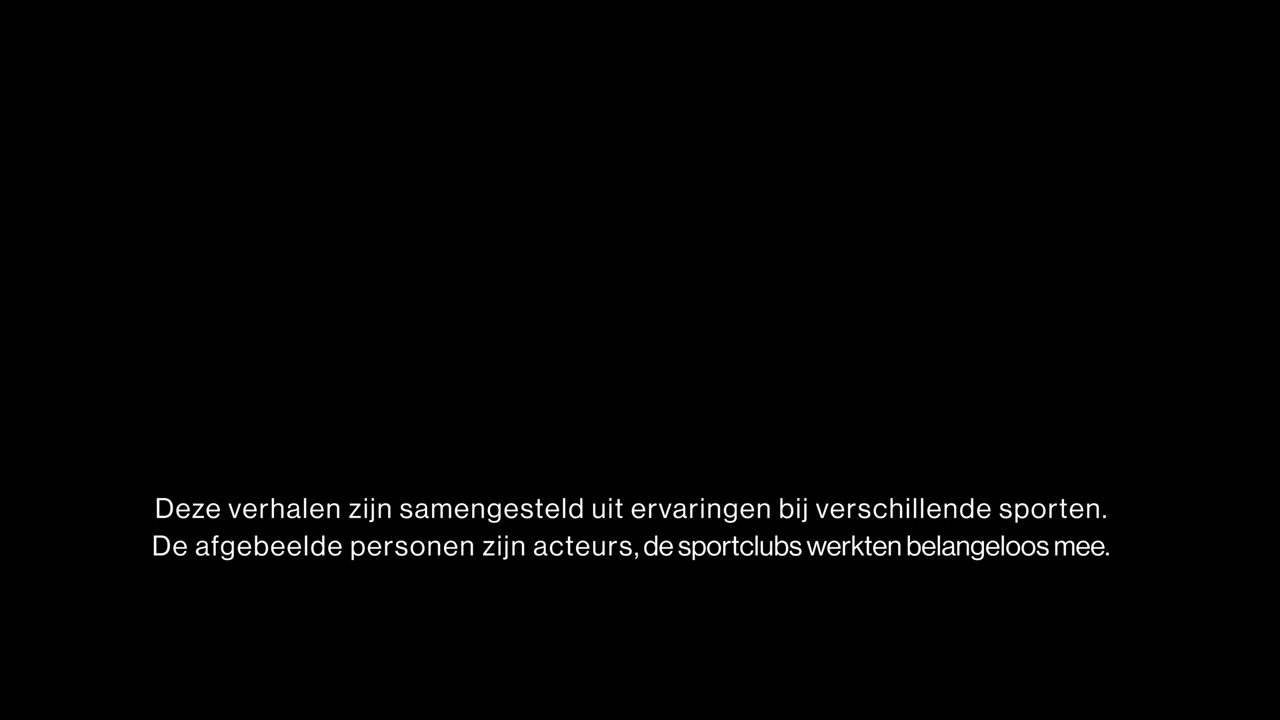 Deze verhalen zijn samengesteld uit ervaringen bij verschillende sporten.
De afgebeelde personen zijn acteurs, de sportclubs werkten belangeloos mee.